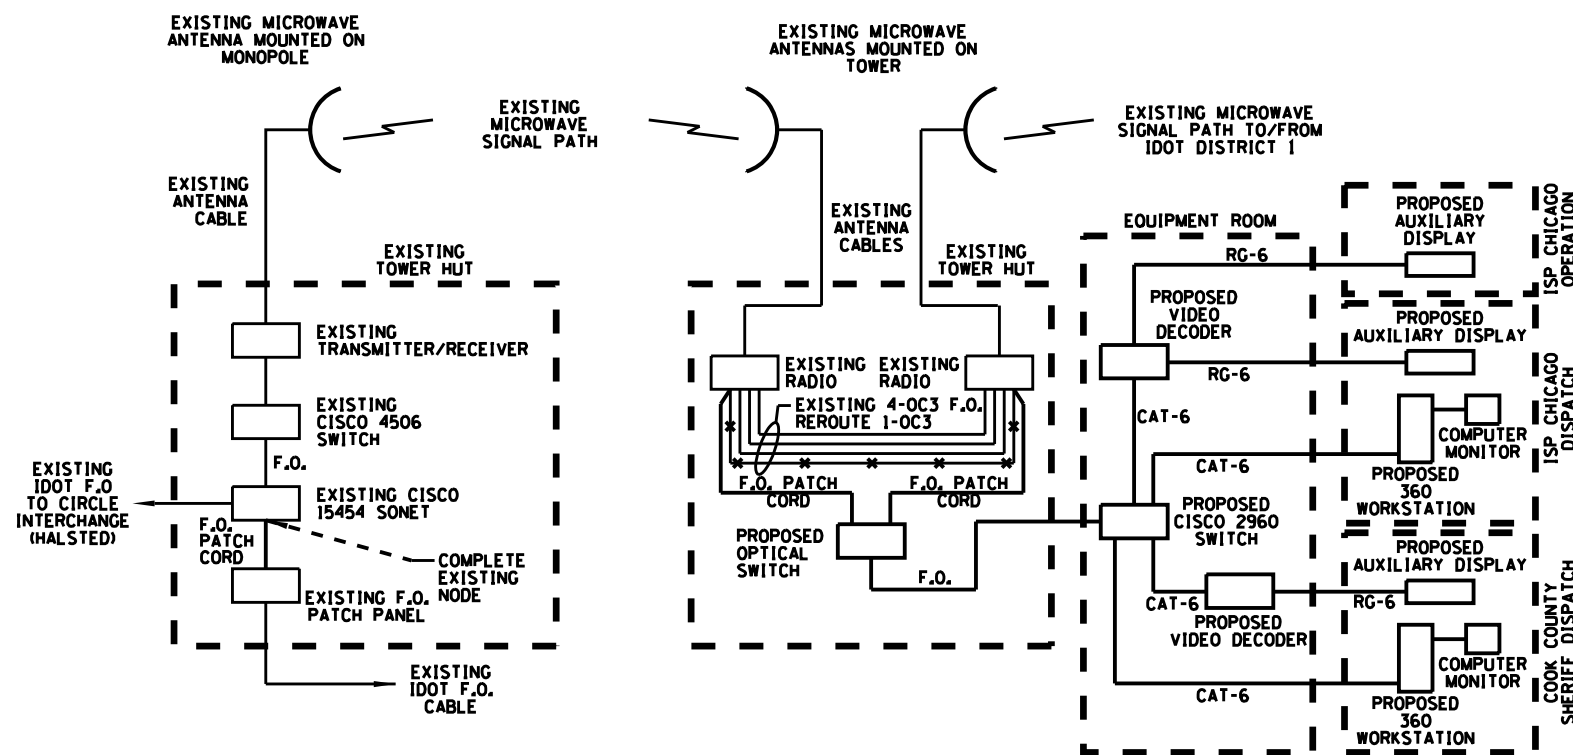 EXISTING MICROWAVE
ANTENNA MOUNTED ON
MONOPOLE
EXISTING MICROWAVE
ANTENNAS MOUNTED ON
TOWER
EXISTING
MICROWAVE
SIGNAL PATH
EXISTING MICROWAVE
SIGNAL PATH TO/FROM
IDOT DISTRICT 1
EXISTING
ANTENNA
CABLE
EXISTING
ANTENNA
CABLES
EXISTING
TOWER HUT
EXISTING
TRANSMITTER/RECEIVER
EXISTING
CISCO 4506
SWITCH
F.O.
EXISTING CISCO
15454 SONET
EXISTING
IDOT F.O
TO CIRCLE
INTERCHANGE
(HALSTED)
F.O.
PATCH
CORD
COMPLETE
EXISTING
NODE
EXISTING F.O.
PATCH PANEL
EXISTING
IDOT F.O.
CABLE
EXISTING
TOWER HUT
EXISTING
RADIO
EXISTING
RADIO
EXISTING 4-OC3 F.O.
REROUTE 1-OC3
F.O. PATCH
CORD
F.O. PATCH
CORD
PROPOSED
OPTICAL
SWITCH
F.O.
EQUIPMENT ROOM
RG-6
PROPOSED
VIDEO
DECODER
RG-6
CAT-6
CAT-6
PROPOSED
CISCO 2960
SWITCH
CAT-6
PROPOSED
VIDEO DECODER
RG-6
CAT-6
PROPOSED
AUXILIARY
DISPLAY
ISP CHICAGO
OPERATION
PROPOSED
AUXILIARY DISPLAY
COMPUTER
MONITOR
PROPOSED
360
WORKSTATION
ISP CHICAGO
DISPATCH
PROPOSED
AUXILIARY DISPLAY
COMPUTER
MONITOR
PROPOSED
360
WORKSTATION
COOK COUNTY
SHERIFF DISPATCH